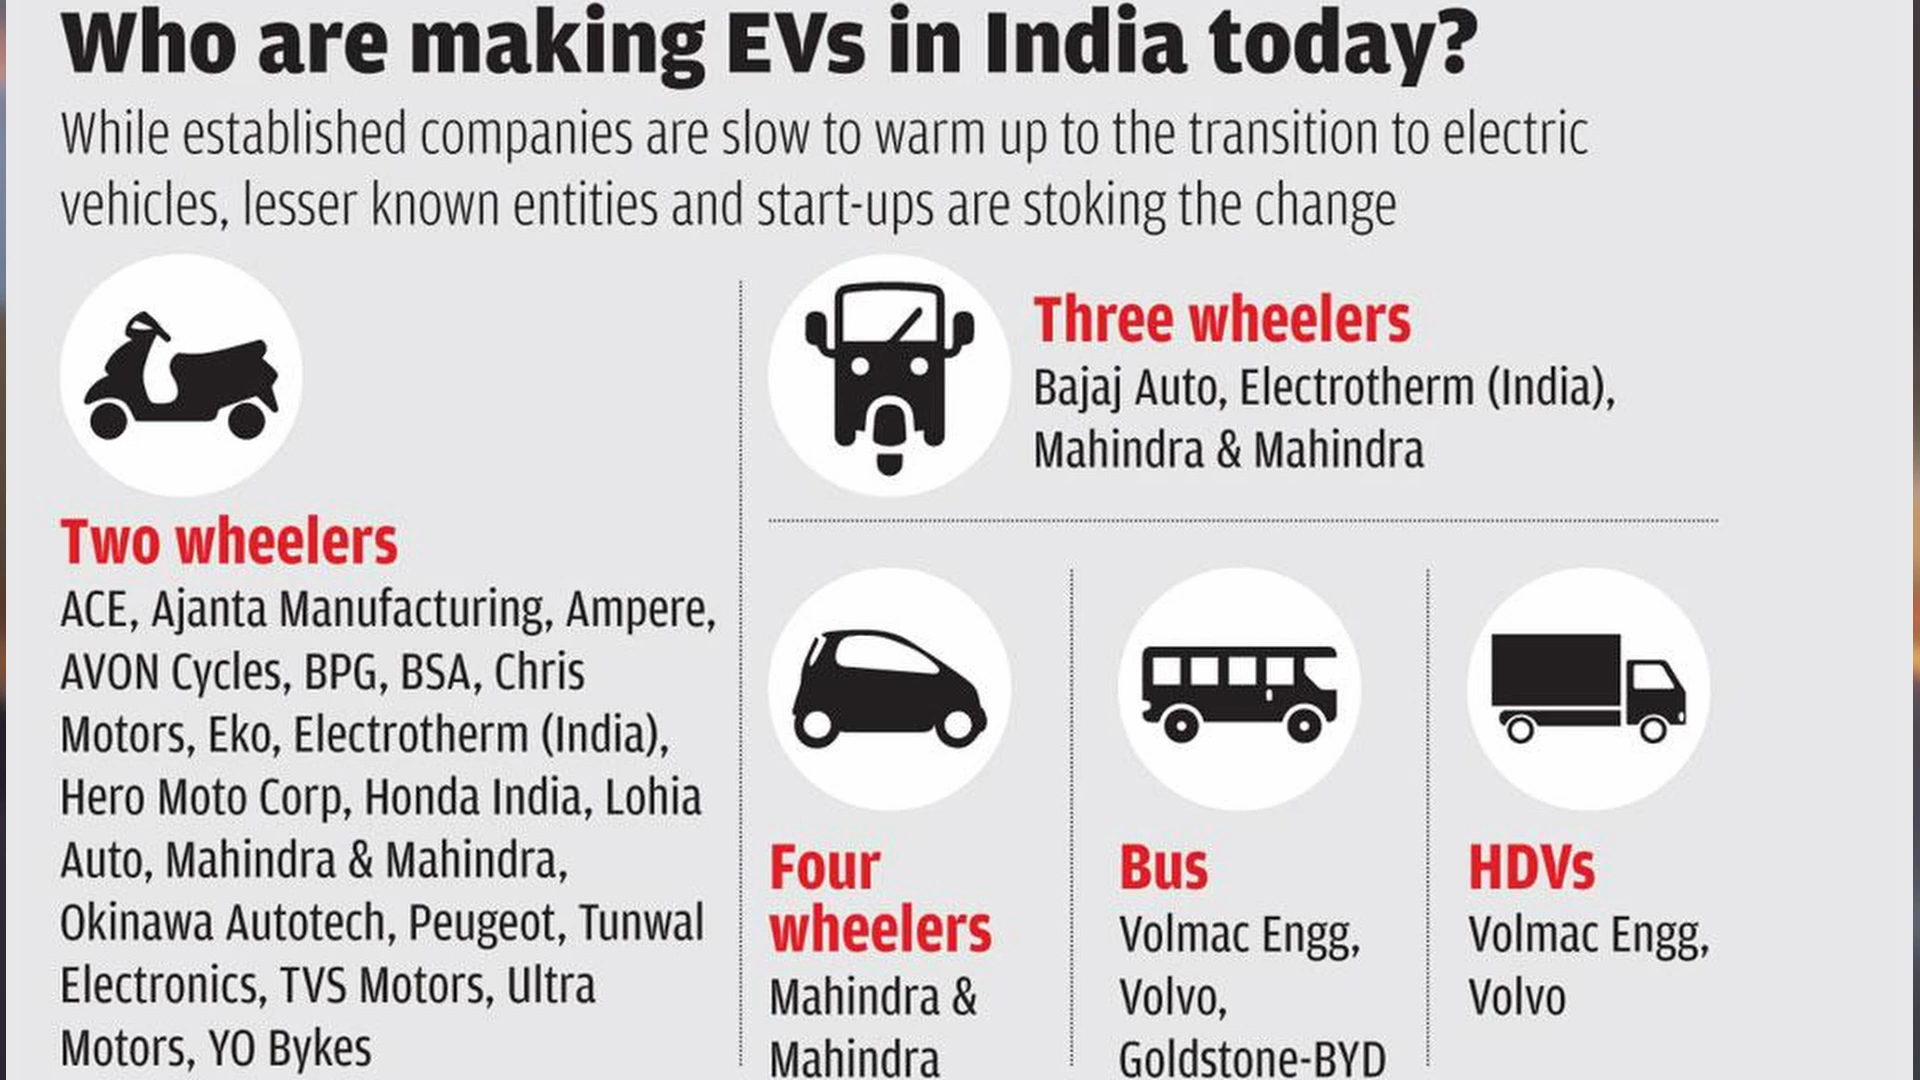 Who are making EVs in India today?
While established companies are slow to warm up to the transition to electric
vehicles, lesser known entities and start-ups are stoking the change
Two wheelers
ACE, Ajanta Manufacturing, Ampere,
AVON Cycles, BPG, BSA, Chris
Motors, Eko, Electrotherm (India),
Hero Moto Corp, Honda India, Lohia
Auto, Mahindra & Mahindra,
Okinawa Autotech, Peugeot, Tunwal
Electronics, TVS Motors, Ultra
Motors, YO Bykes
Three wheelers
Bajaj Auto, Electrotherm (India),
Mahindra & Mahindra
Four
wheelers
Mahindra &
Mahindra
Bus
Volmac Engg,
Volvo,
Goldstone-BYD
HDVs
Volmac Engg,
Volvo